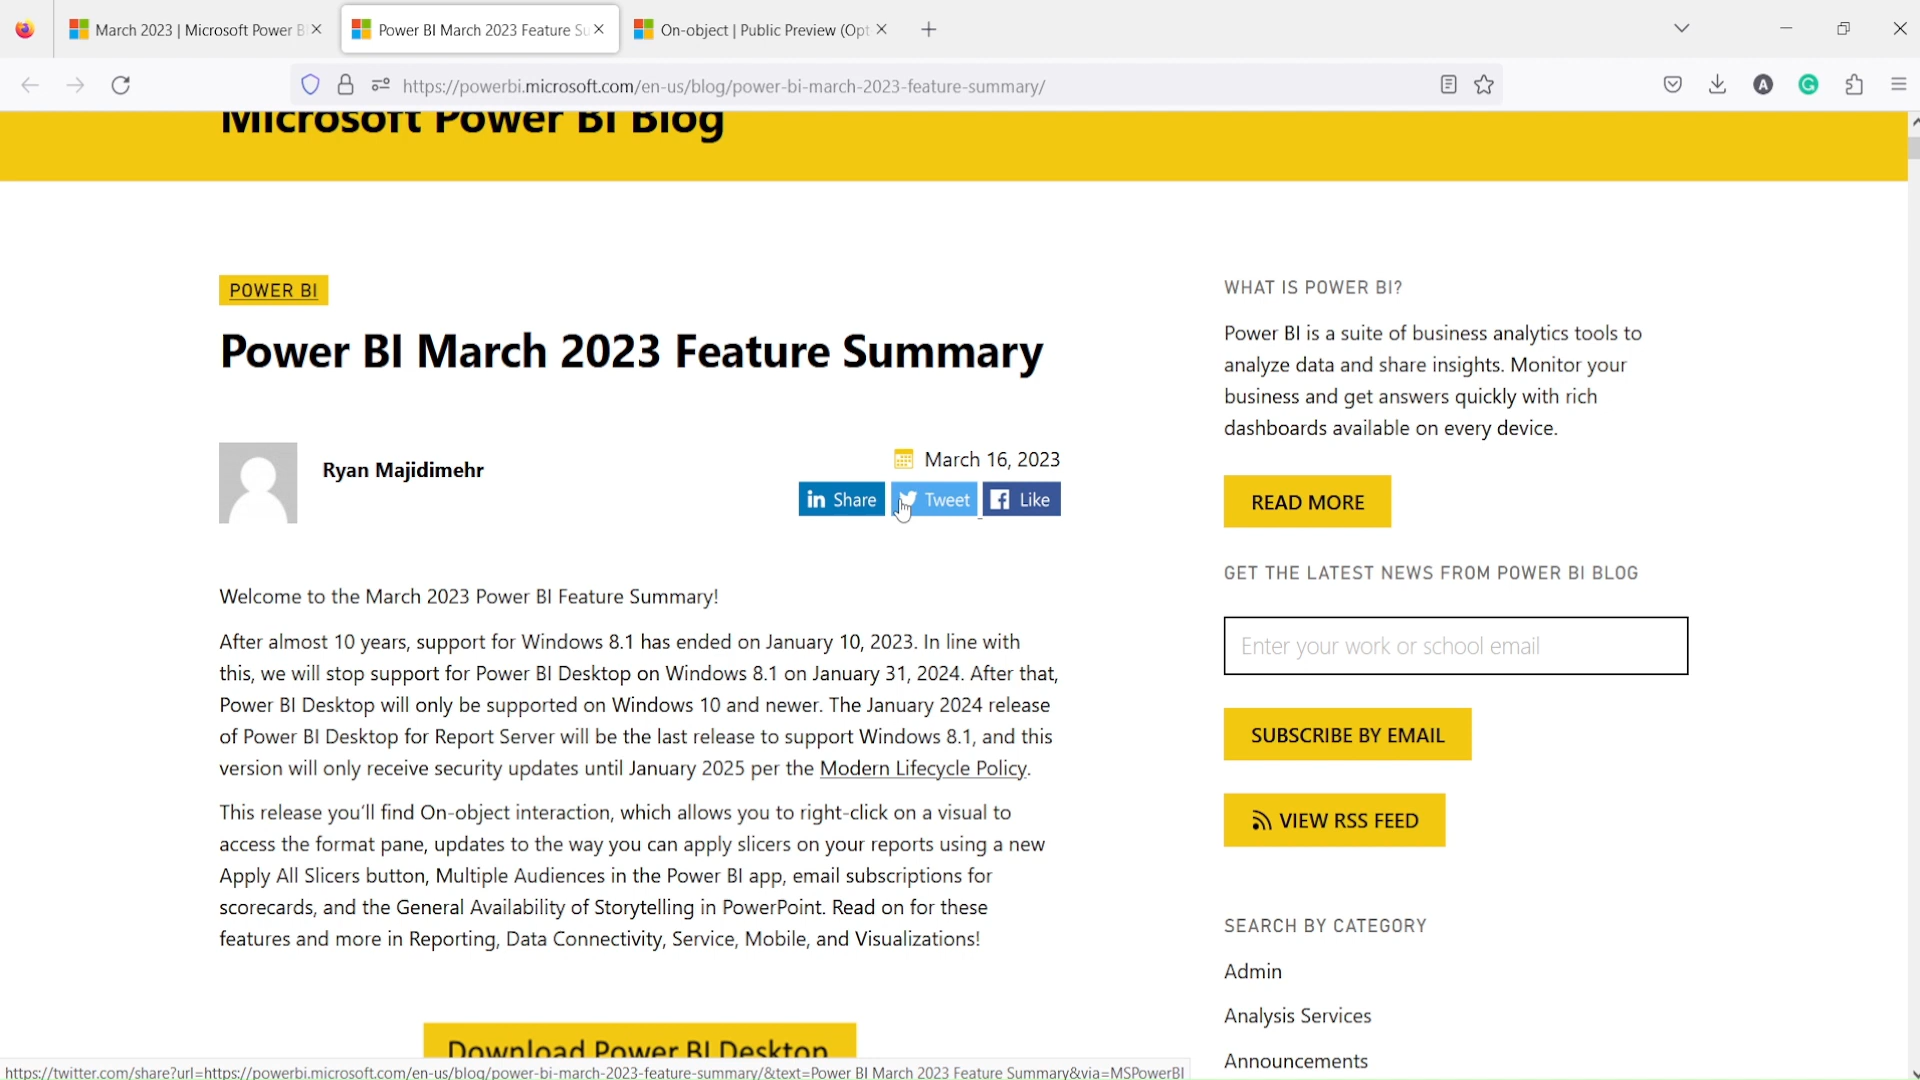 March 2023 | Microsoft Power B
Power BI March 2023 Feature Su
On-object | Public Preview (Opt
https://powerbi.microsoft.com/en-us/blog/power-bi-march-2023-feature-summary/
A
G
Microsoft Power BI Blog
POWER BI
Power BI March 2023 Feature Summary
Ryan Majidimehr
March 16, 2023
in Share
Tweet
f Like
Welcome to the March 2023 Power BI Feature Summary!
After almost 10 years, support for Windows 8.1 has ended on January 10, 2023. In line with
this, we will stop support for Power BI Desktop on Windows 8.1 on January 31, 2024. After that,
Power BI Desktop will only be supported on Windows 10 and newer. The January 2024 release
of Power BI Desktop for Report Server will be the last release to support Windows 8.1, and this
version will only receive security updates until January 2025 per the Modern Lifecycle Policy.
This release you'll find On-object interaction, which allows you to right-click on a visual to
access the format pane, updates to the way you can apply slicers on your reports using a new
Apply All Slicers button, Multiple Audiences in the Power BI app, email subscriptions for
scorecards, and the General Availability of Storytelling in PowerPoint. Read on for these
features and more in Reporting, Data Connectivity, Service, Mobile, and Visualizations!
Download Power BI Desktop
WHAT IS POWER BI?
Power BI is a suite of business analytics tools to
analyze data and share insights. Monitor your
business and get answers quickly with rich
dashboards available on every device.
READ MORE
GET THE LATEST NEWS FROM POWER BI BLOG
Enter your work or school email
SUBSCRIBE BY EMAIL
VIEW RSS FEED
SEARCH BY CATEGORY
Admin
Analysis Services
Announcements
https://twitter.com/share?url=https://powerbi.microsoft.com/en-us/blog/power-bi-march-2023-feature-summary/&text=Power BI March 2023 Feature Summary&via=MSPowerBI